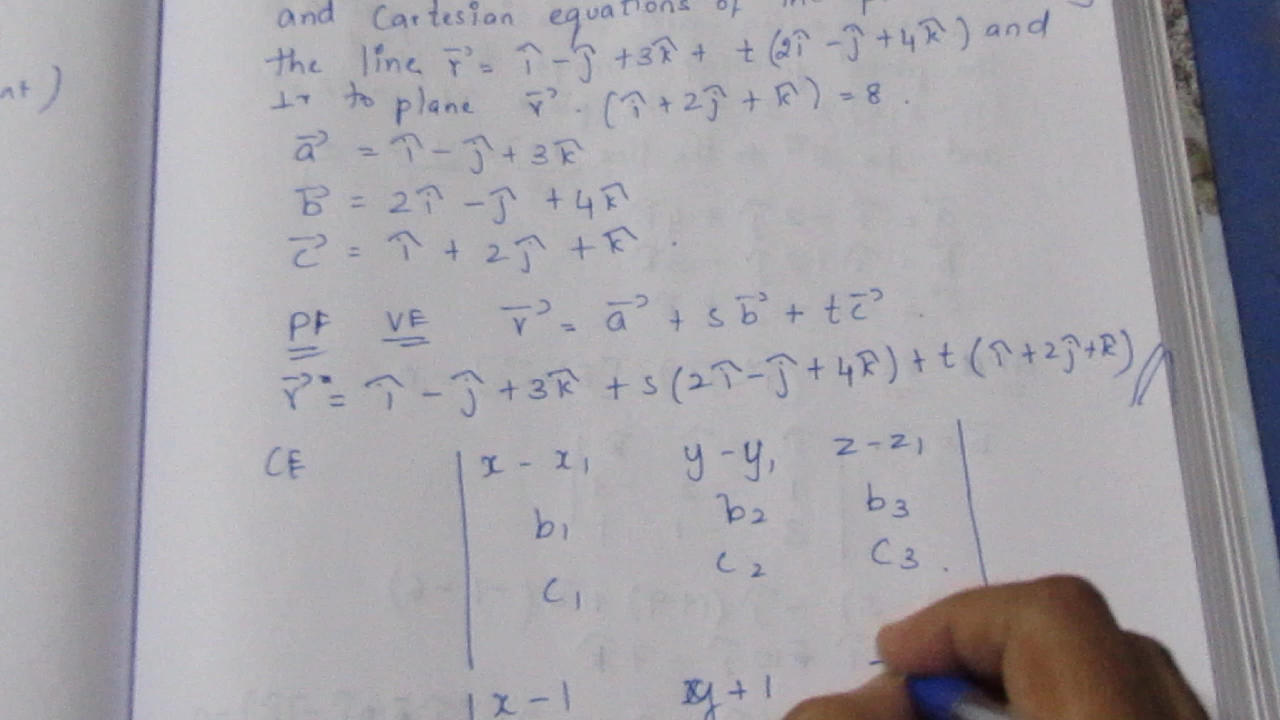 and Cartesian equations of the
the line r⃗ = î - ĵ + 3k̂ + t (2î - ĵ + 4k̂) and
⊥r to plane r⃗ . (î + 2ĵ + k̂) = 8 .
a⃗ = î - ĵ + 3k̂
b⃗ = 2î - ĵ + 4k̂
c⃗ = î + 2ĵ + k̂ .
PF VE r⃗ = a⃗ + s b⃗ + t c⃗ .
r⃗ = î - ĵ + 3k̂ + s (2î - ĵ + 4k̂) + t (î + 2ĵ + k̂) //
CE | x - x₁ y - y₁ z - z₁ |
b₁ b₂ b₃
c₁ c₂ c₃ .
| x - 1 y + 1